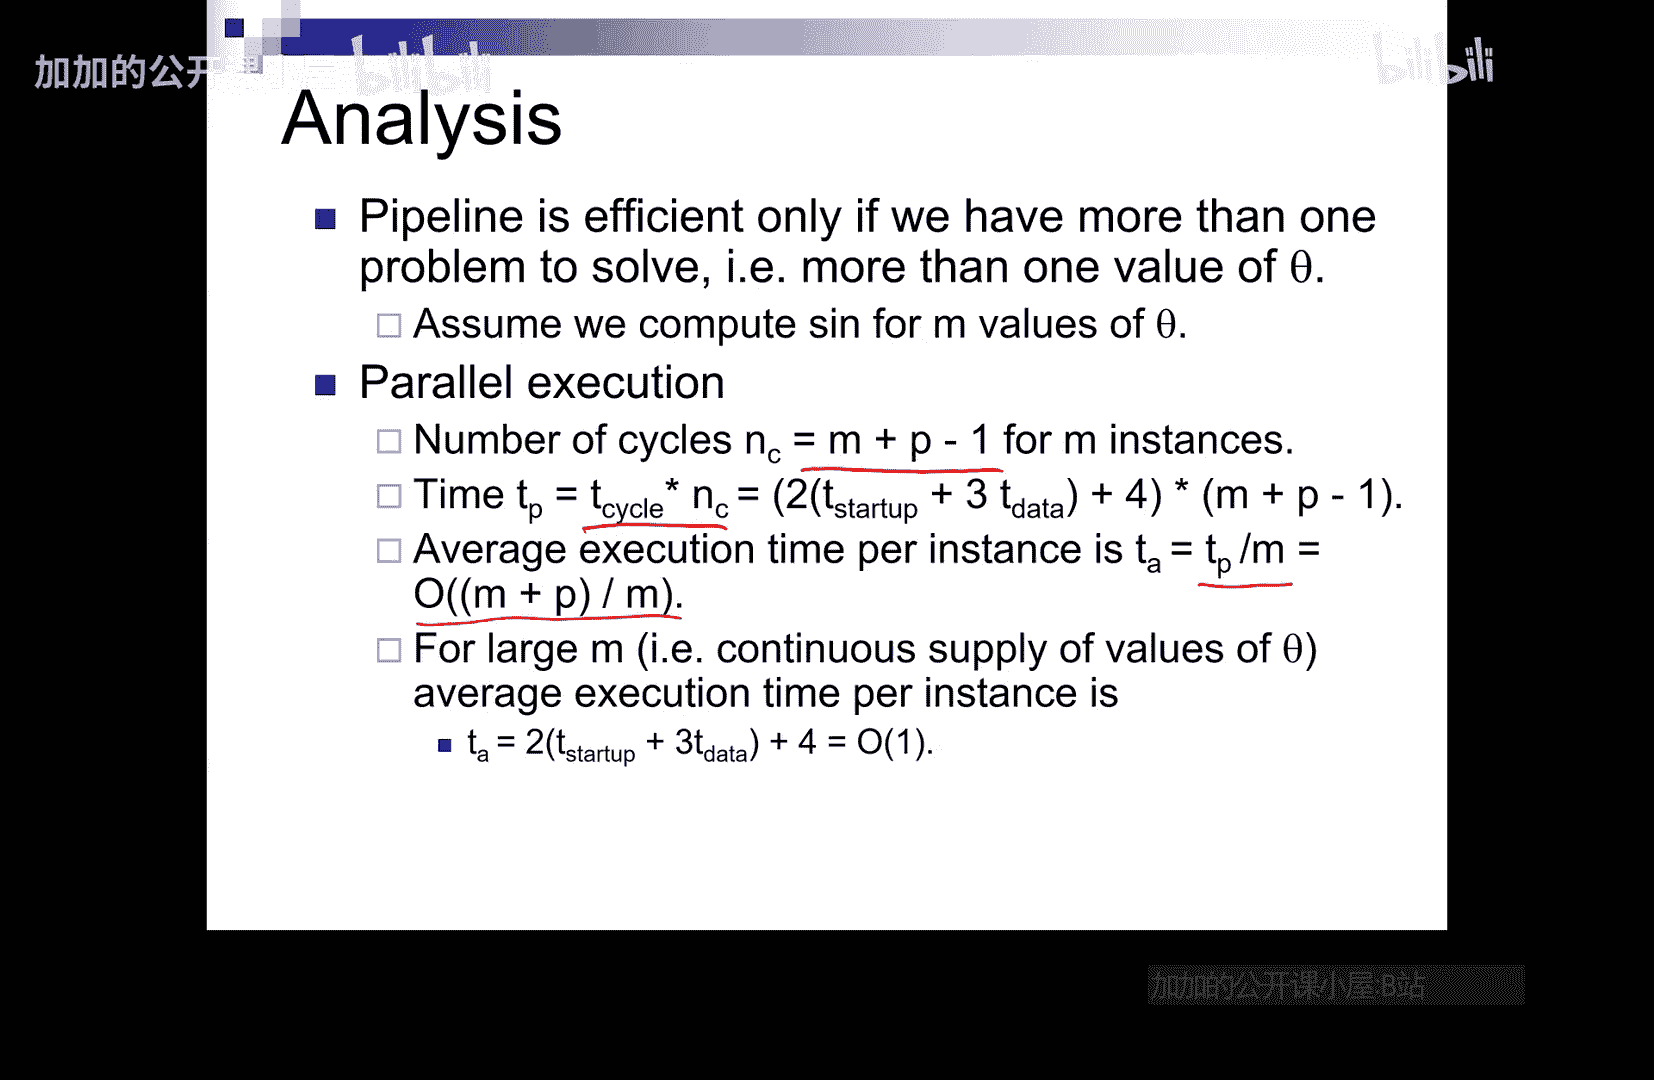 加加的公开
bilibili
bilibili
Analysis
Pipeline is efficient only if we have more than one
problem to solve, i.e. more than one value of θ.
Assume we compute sin for m values of θ.
Parallel execution
Number of cycles nc = m + p - 1 for m instances.
Time tp = tcycle* nc = (2(tstartup + 3 tdata) + 4) * (m + p - 1).
Average execution time per instance is ta = tp /m =
O((m + p) / m).
For large m (i.e. continuous supply of values of θ)
average execution time per instance is
ta = 2(tstartup + 3tdata) + 4 = O(1).
加加的公开课小屋 B站